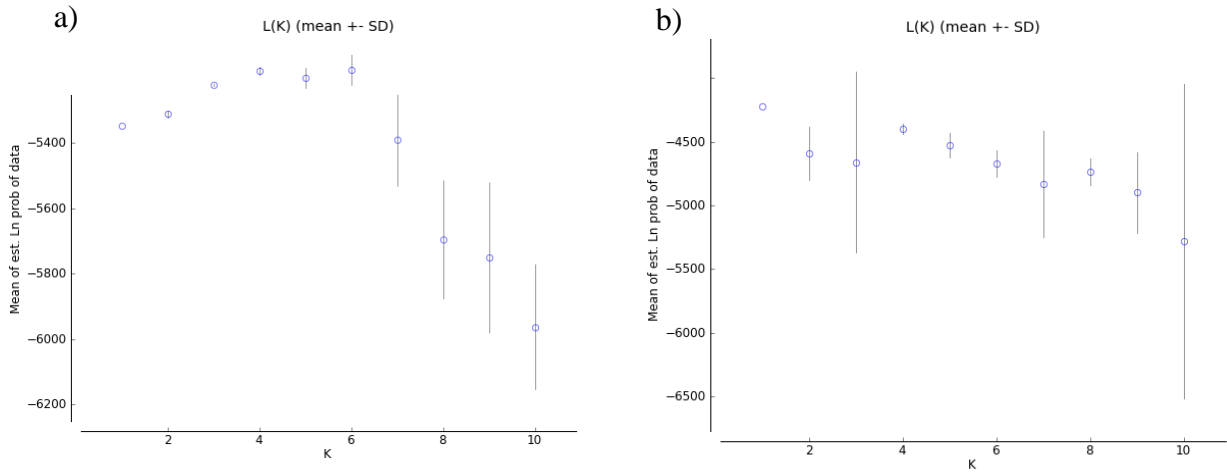 a)
L(K) (mean +- SD)
Mean of est. Ln prob of data
−5400
−5600
−5800
−6000
−6200
2
4
6
8
10
K
b)
L(K) (mean +- SD)
Mean of est. Ln prob of data
−4500
−5000
−5500
−6000
−6500
2
4
6
8
10
K